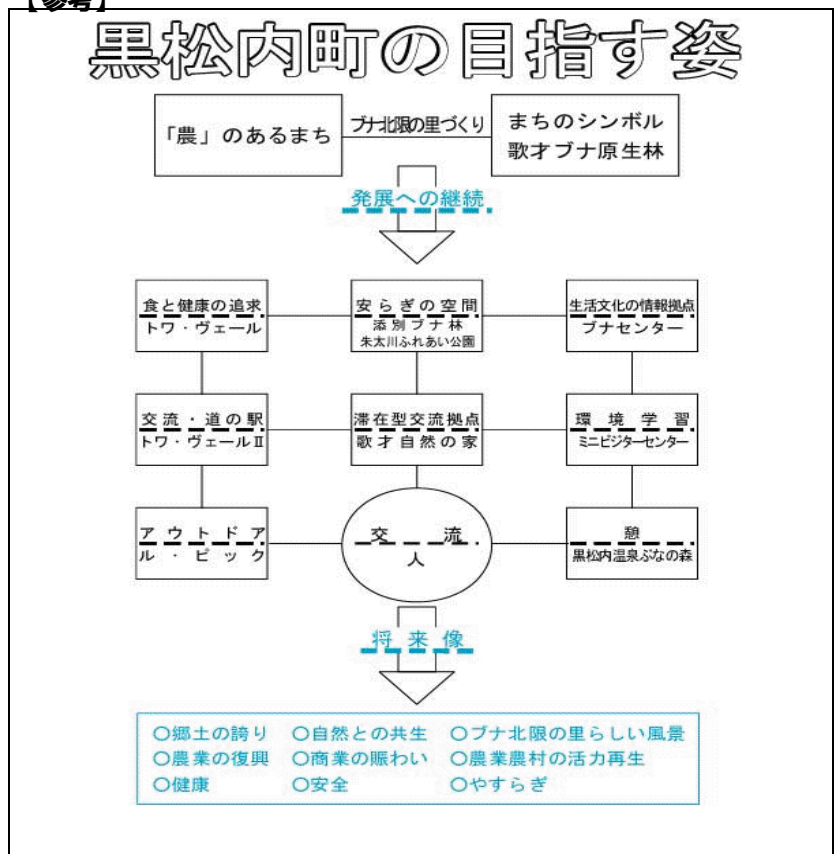 【参考】
黒松内町の目指す姿
「農」のあるまち
ブナ北限の里づくり
まちのシンボル
歌才ブナ原生林
発展への継続
食と健康の追求
トワ・ヴェール
安らぎの空間
添別ブナ林
朱太川ふれあい公園
生活文化の情報拠点
ブナセンター
交流・道の駅
トワ・ヴェールⅡ
滞在型交流拠点
歌才自然の家
環境学習
ミニビジターセンター
アウトドア
ル・ピック
交流
人
憩
黒松内温泉ぶなの森
将来像
○郷土の誇り ○自然との共生 ○ブナ北限の里らしい風景
○農業の復興 ○商業の賑わい ○農業農村の活力再生
○健康 ○安全 ○やすらぎ